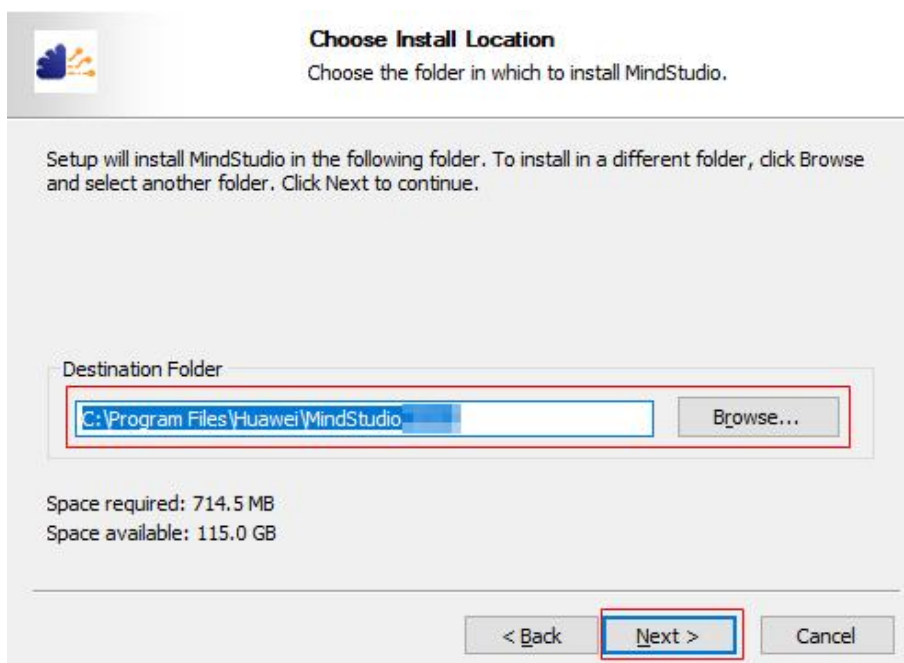 Choose Install Location
Choose the folder in which to install MindStudio.
Setup will install MindStudio in the following folder. To install in a different folder, click Browse
and select another folder. Click Next to continue.
Destination Folder
C:\Program Files\Huawei\MindStudio
Browse...
Space required: 714.5 MB
Space available: 115.0 GB
< Back Next > Cancel